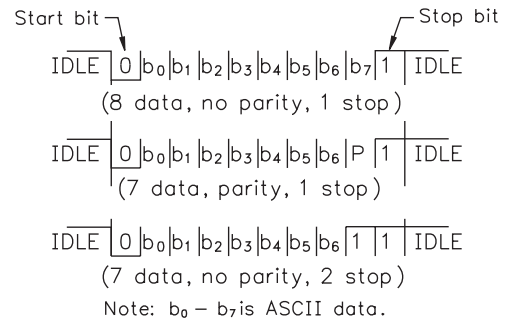 Start bit Stop bit
IDLE 0 b₀ b₁ b₂ b₃ b₄ b₅ b₆ b₇ 1 IDLE
(8 data, no parity, 1 stop)
IDLE 0 b₀ b₁ b₂ b₃ b₄ b₅ b₆ P 1 IDLE
(7 data, parity, 1 stop)
IDLE 0 b₀ b₁ b₂ b₃ b₄ b₅ b₆ 1 1 IDLE
(7 data, no parity, 2 stop)
Note: b₀ – b₇ is ASCII data.